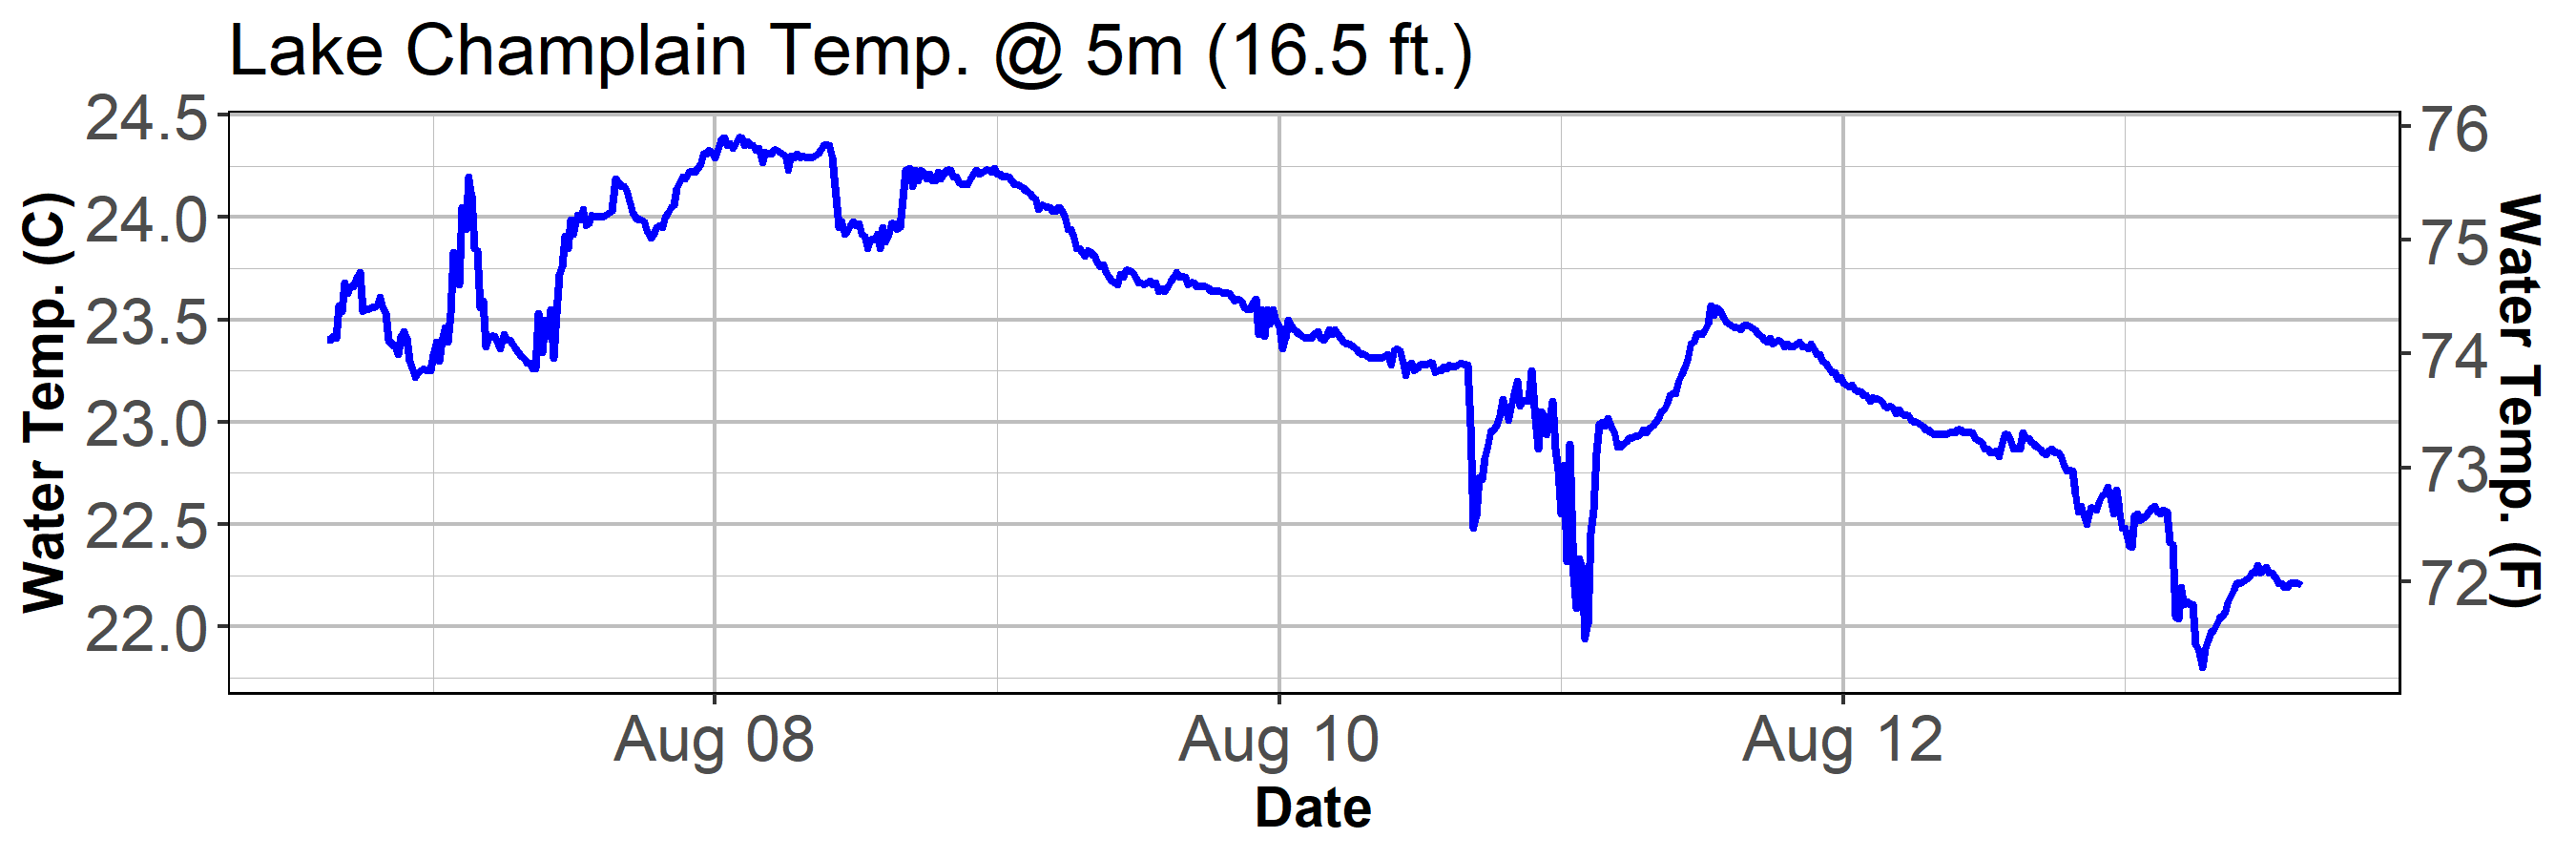 Lake Champlain Temp. @ 5m (16.5 ft.)
Water Temp. (C)
24.5
24.0
23.5
23.0
22.5
22.0
76
75
74
73
72
Water Temp. (F)
Aug 08
Aug 10
Aug 12
Date